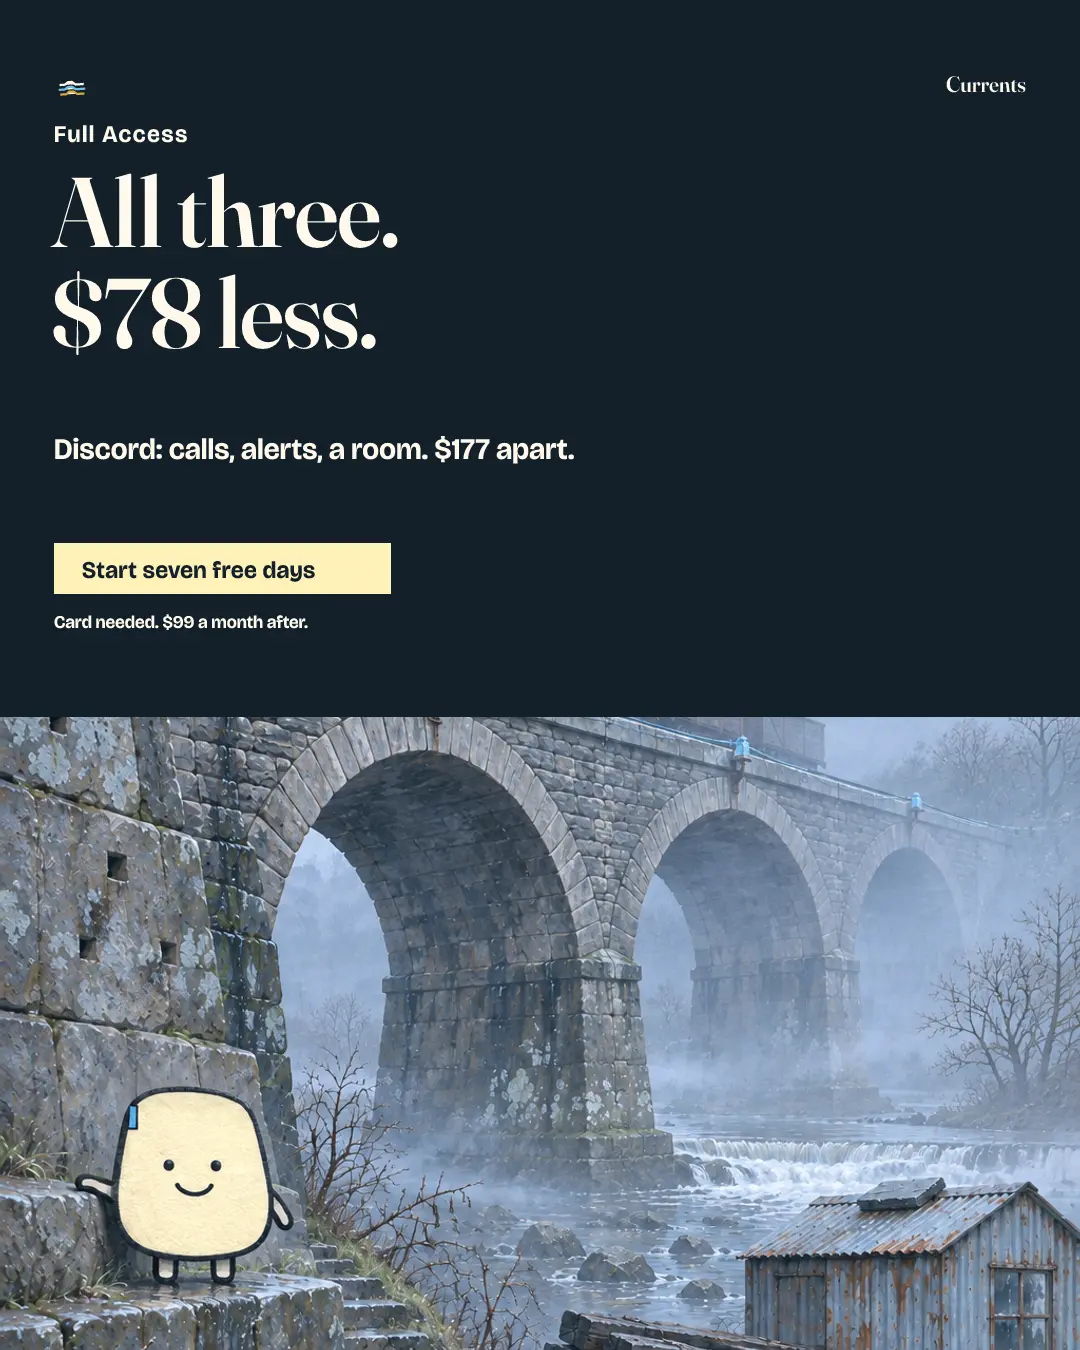 Currents
Full Access
All three.
$78 less.
Discord: calls, alerts, a room. $177 apart.
Start seven free days
Card needed. $99 a month after.